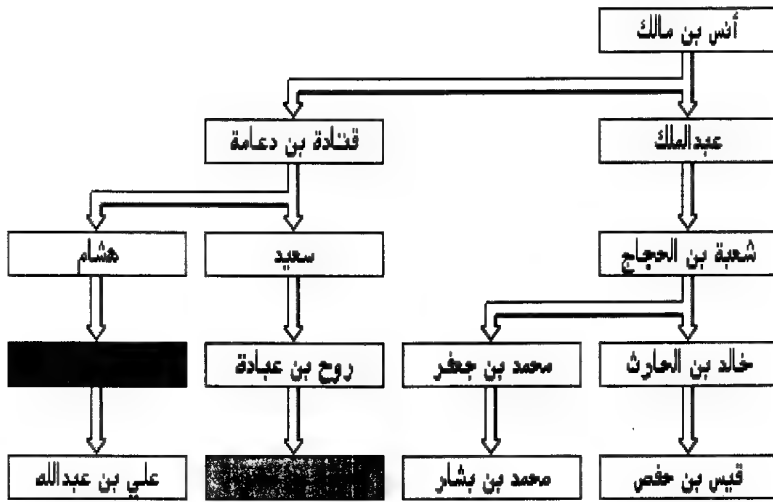 أنس بن مالك
عبدالملك
قتادة بن دعامة
شعبة بن الحجاج
سعيد
هشام
خالد بن الحارث
محمد بن جعفر
روح بن عبادة
قيس بن حفص
محمد بن بشار
علي بن عبدالله